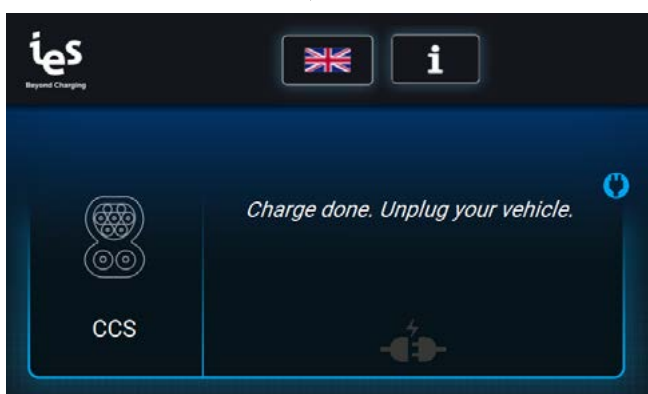 ies
Beyond Charging
i
Charge done. Unplug your vehicle.
CCS